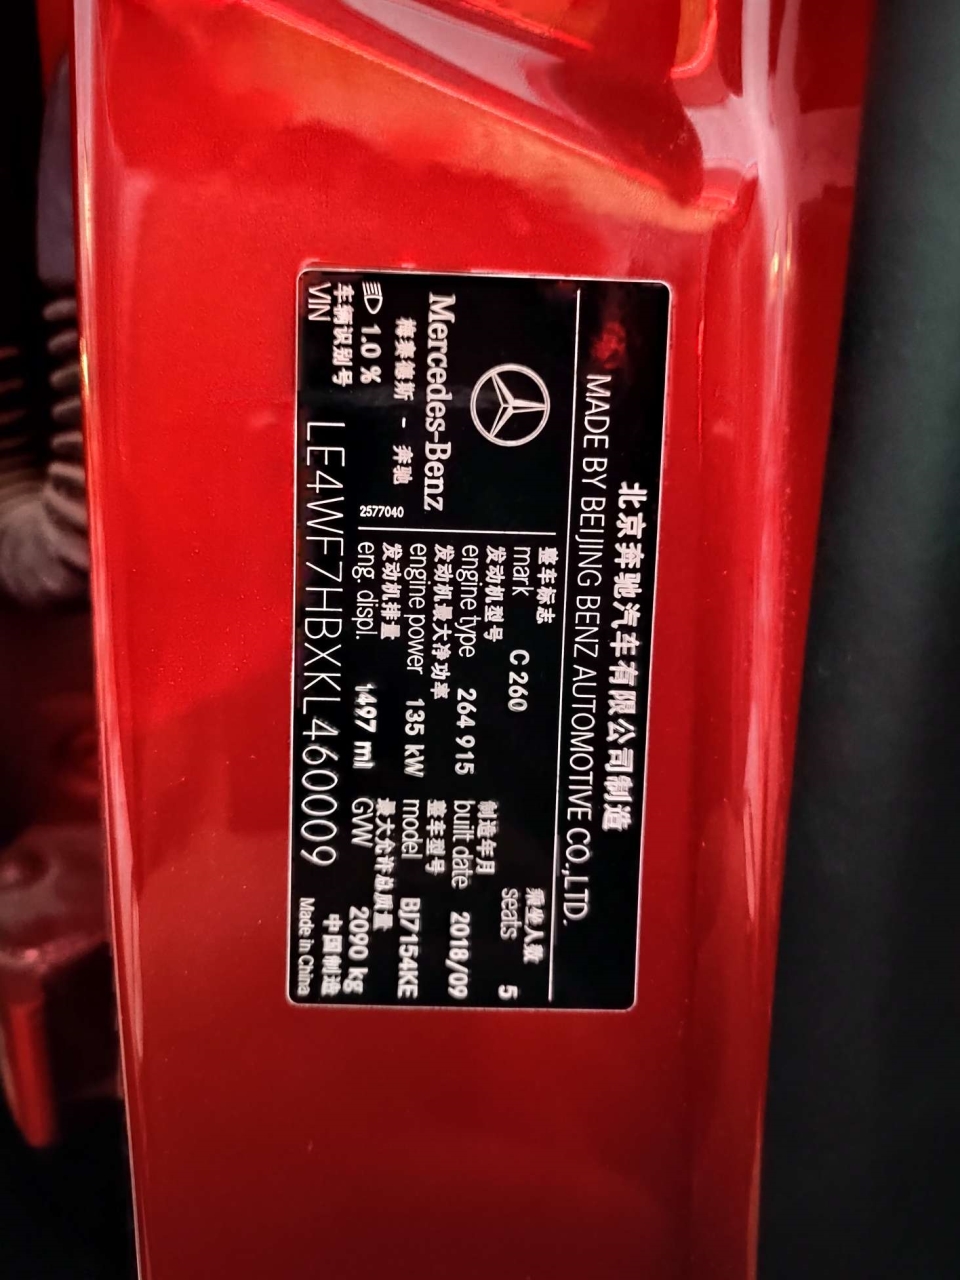 北京奔驰汽车有限公司制造
MADE BY BEIJING BENZ AUTOMOTIVE CO.,LTD.
Mercedes-Benz
梅赛德斯 - 奔驰
2577040
整车标志
mark C 260
乘坐人数
seats 5
发动机型号
engine type 264 915
制造年月
built date 2018/09
发动机最大净功率
engine power 135 kW
整车型号
model BJ7154KE
发动机排量
eng. displ. 1497 ml
最大允许总质量
GVW 2090 kg
1.0 %
车辆识别号
VIN LE4WF7HBXKL460009
中国制造
Made in China